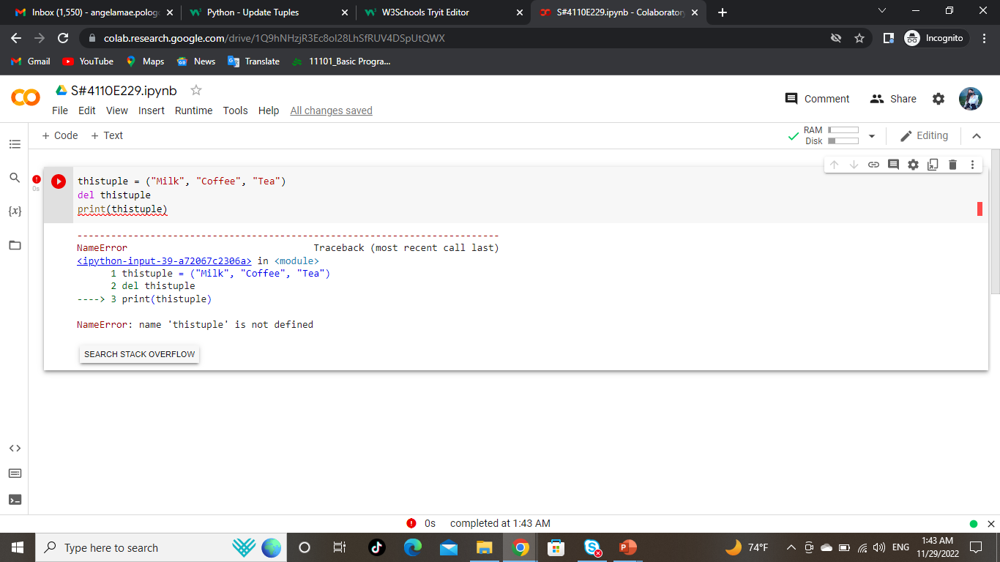 Inbox (1,550) - angelamae.polog
Python - Update Tuples
W3Schools Tryit Editor
S#4110E229.ipynb - Colaboratory
colab.research.google.com/drive/1Q9hNHzjR3Ec8oI28LhSfRUV4DSpUtQWX
Incognito
Gmail
YouTube
Maps
News
Translate
11101_Basic Progra...
S#4110E229.ipynb
Comment
Share
File Edit View Insert Runtime Tools Help All changes saved
+ Code + Text
RAM
Disk
Editing
0s
thistuple = ("Milk", "Coffee", "Tea")
del thistuple
print(thistuple)
{x}
---------------------------------------------------------------------------
NameError Traceback (most recent call last)
<ipython-input-39-a72067c2306a> in <module>
1 thistuple = ("Milk", "Coffee", "Tea")
2 del thistuple
----> 3 print(thistuple)
NameError: name 'thistuple' is not defined
SEARCH STACK OVERFLOW
0s completed at 1:43 AM
Type here to search
74°F
ENG
1:43 AM
11/29/2022